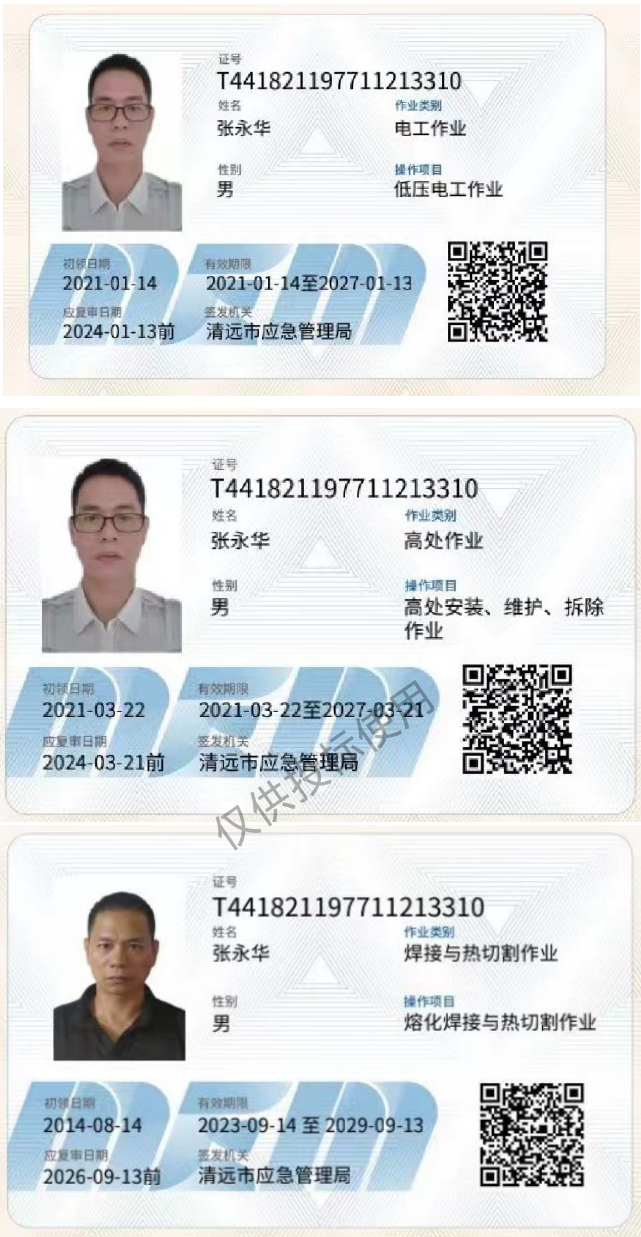 证号
T441821197711213310
姓名
作业类别
张永华
电工作业
性别
操作项目
男
低压电工作业
初领日期
有效期限
2021-01-14
2021-01-14至2027-01-13
应复审日期
签发机关
2024-01-13前
清远市应急管理局
证号
T441821197711213310
姓名
作业类别
张永华
高处作业
性别
操作项目
男
高处安装、维护、拆除
作业
初领日期
有效期限
2021-03-22
2021-03-22至2027-03-21
应复审日期
签发机关
2024-03-21前
清远市应急管理局
仅供投标使用
证号
T441821197711213310
姓名
作业类别
张永华
焊接与热切割作业
性别
操作项目
男
熔化焊接与热切割作业
初领日期
有效期限
2014-08-14
2023-09-14 至 2029-09-13
应复审日期
签发机关
2026-09-13前
清远市应急管理局